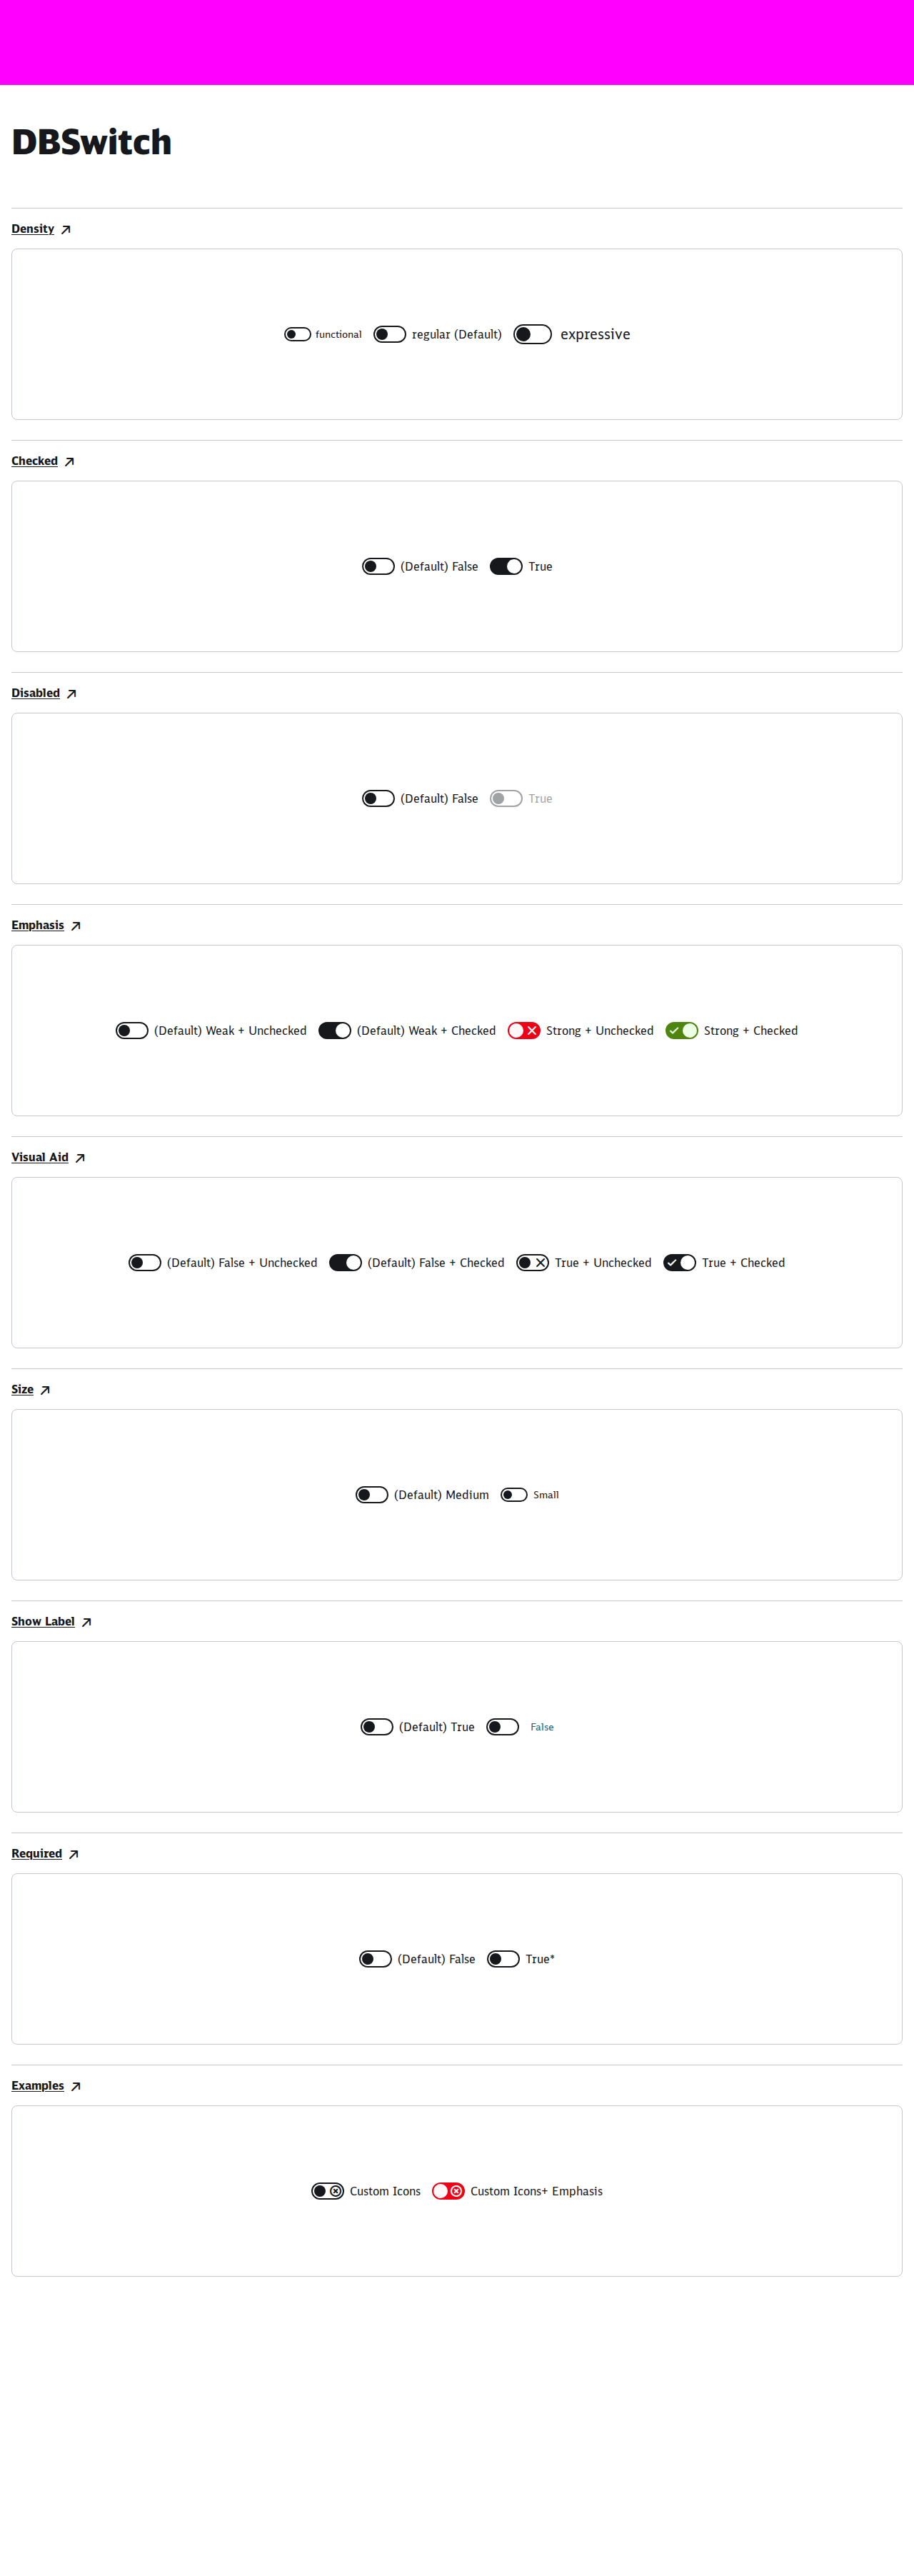 DBSwitch
Density
functional regular (Default) expressive
Checked
(Default) False True
Disabled
(Default) False True
Emphasis
(Default) Weak + Unchecked (Default) Weak + Checked Strong + Unchecked Strong + Checked
Visual Aid
(Default) False + Unchecked (Default) False + Checked True + Unchecked True + Checked
Size
(Default) Medium Small
Show Label
(Default) True False
Required
(Default) False True*
Examples
Custom Icons Custom Icons+ Emphasis